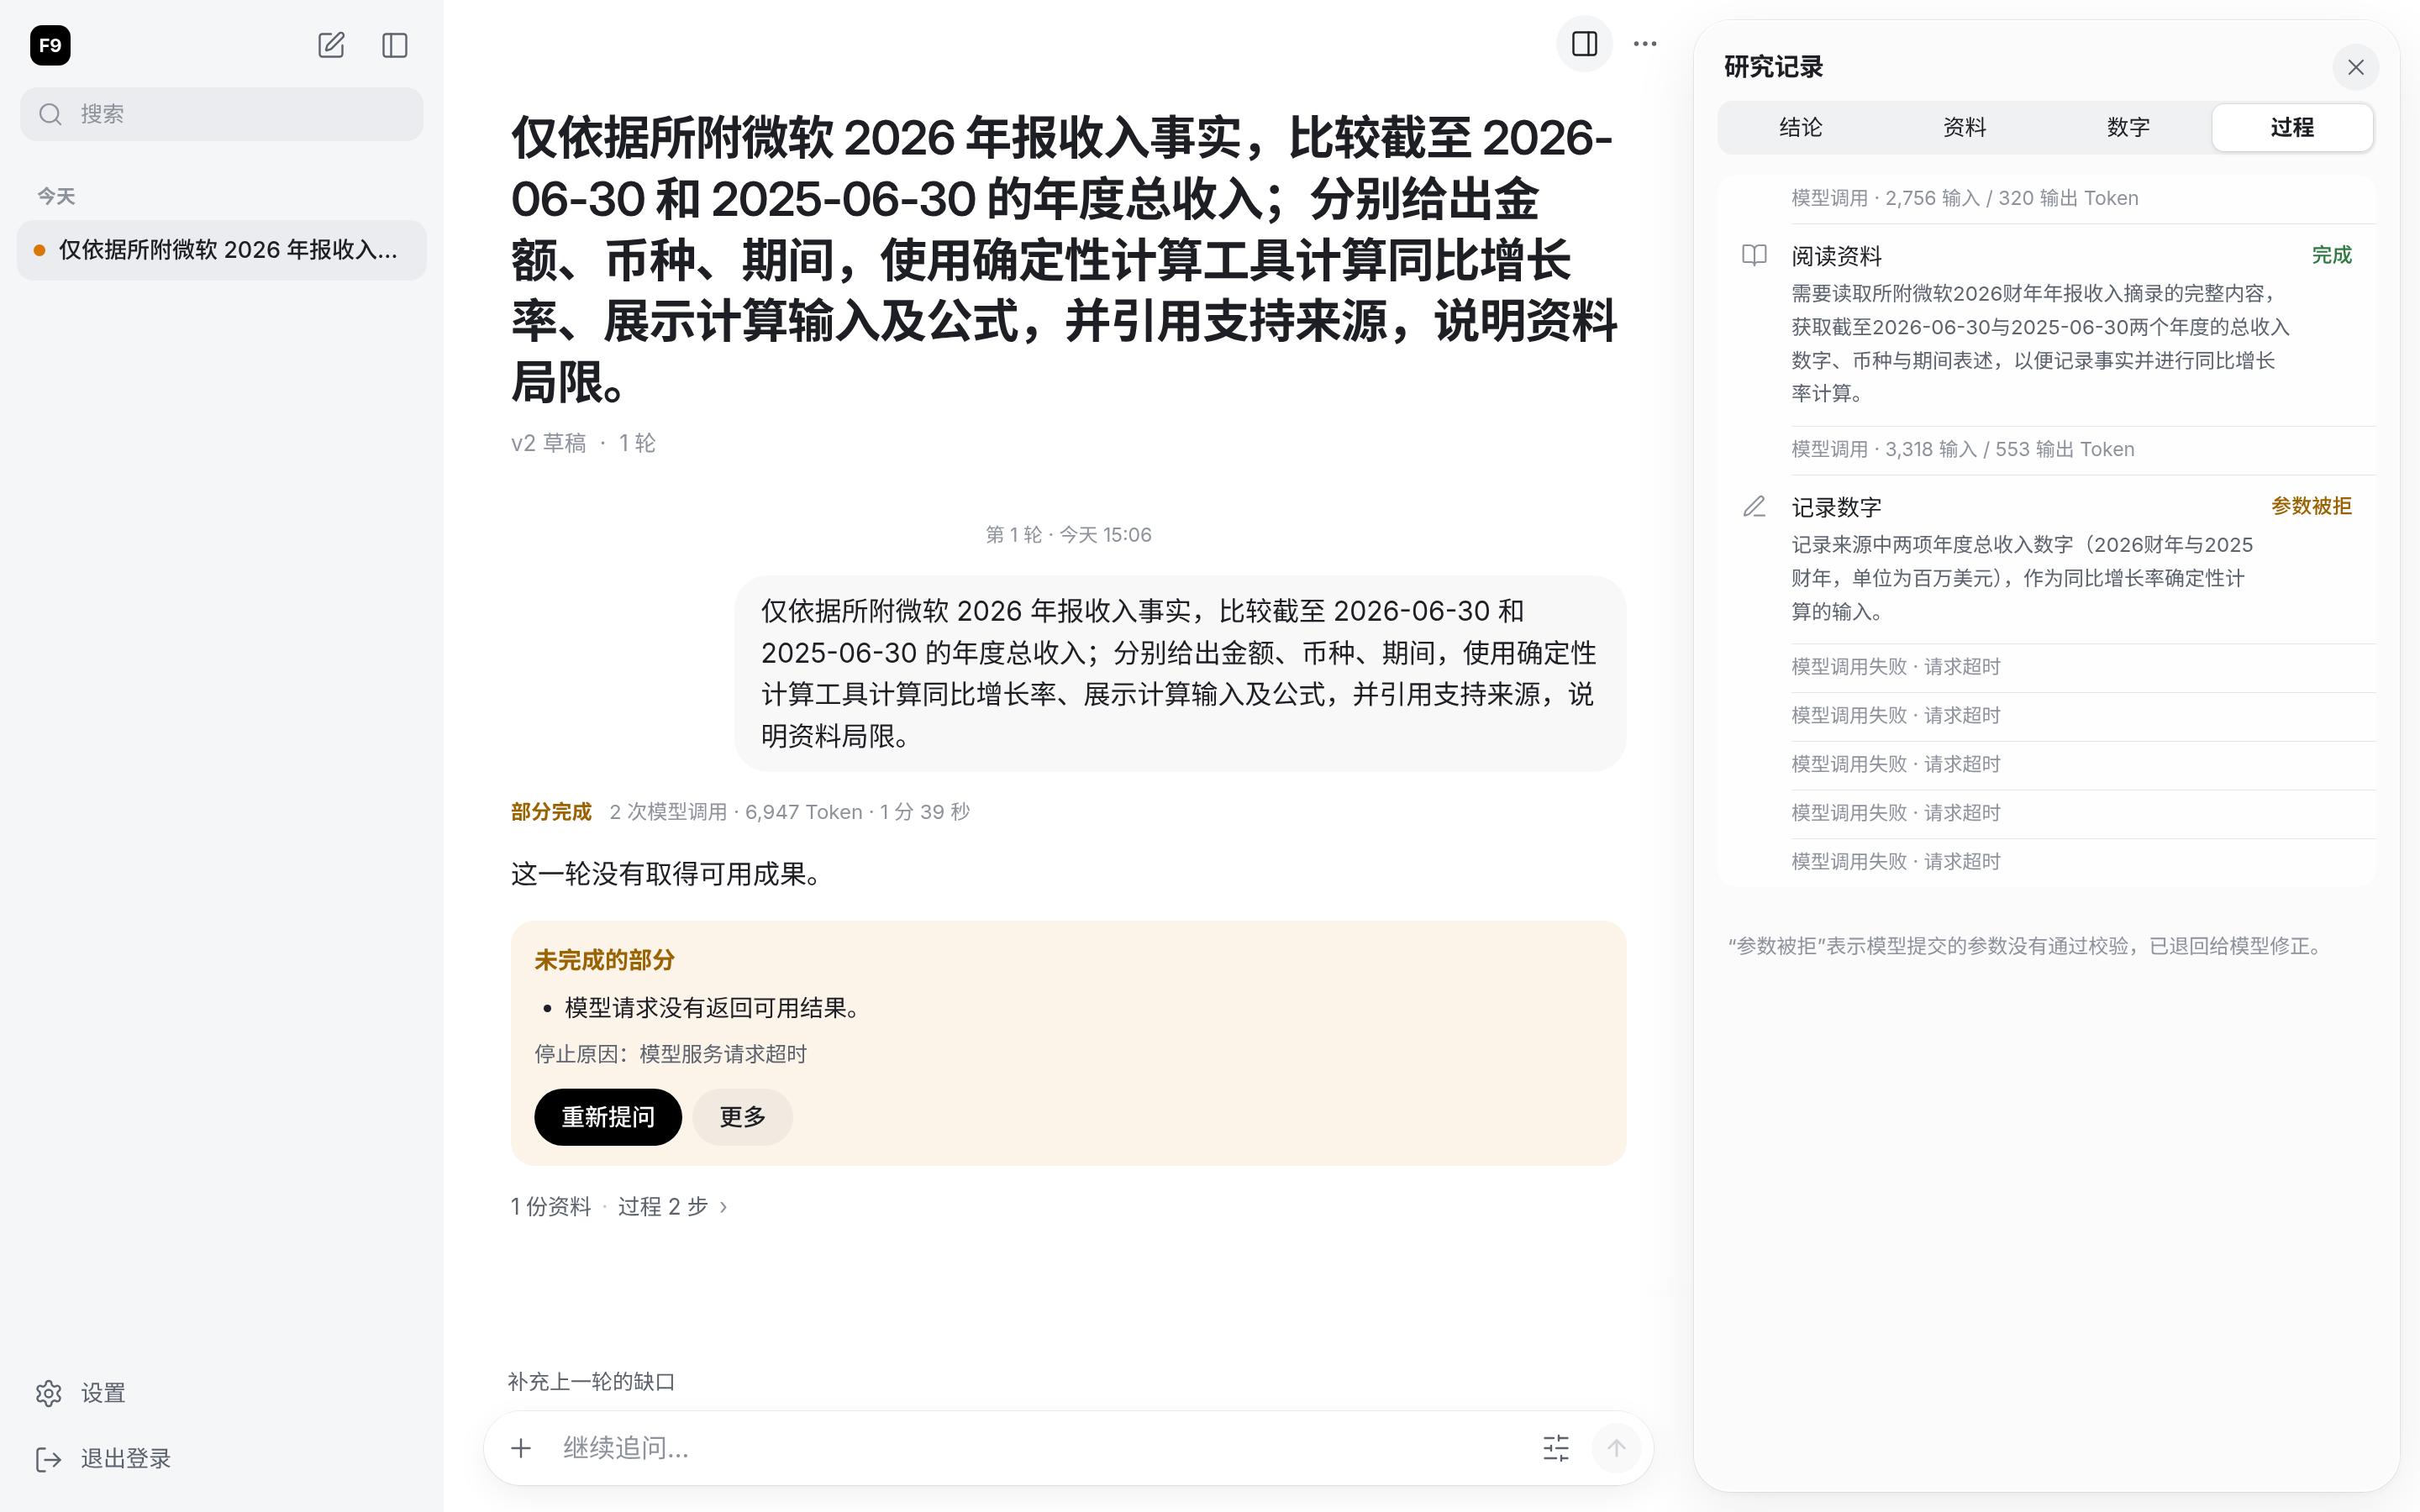 F9
搜索
今天
仅依据所附微软 2026 年报收入...
设置
退出登录
仅依据所附微软 2026 年报收入事实，比较截至 2026-
06-30 和 2025-06-30 的年度总收入；分别给出金
额、币种、期间，使用确定性计算工具计算同比增长
率、展示计算输入及公式，并引用支持来源，说明资料
局限。
v2 草稿 · 1 轮
第 1 轮 · 今天 15:06
仅依据所附微软 2026 年报收入事实，比较截至 2026-06-30 和
2025-06-30 的年度总收入；分别给出金额、币种、期间，使用确定性
计算工具计算同比增长率、展示计算输入及公式，并引用支持来源，说
明资料局限。
部分完成 2 次模型调用 · 6,947 Token · 1 分 39 秒
这一轮没有取得可用成果。
未完成的部分
• 模型请求没有返回可用结果。
停止原因：模型服务请求超时
重新提问 更多
1 份资料 · 过程 2 步 ›
补充上一轮的缺口
继续追问...
研究记录
结论 资料 数字 过程
模型调用 · 2,756 输入 / 320 输出 Token
阅读资料 完成
需要读取所附微软2026财年年报收入摘录的完整内容，
获取截至2026-06-30与2025-06-30两个年度的总收入
数字、币种与期间表述，以便记录事实并进行同比增长
率计算。
模型调用 · 3,318 输入 / 553 输出 Token
记录数字 参数被拒
记录来源中两项年度总收入数字（2026财年与2025
财年，单位为百万美元），作为同比增长率确定性计
算的输入。
模型调用失败 · 请求超时
模型调用失败 · 请求超时
模型调用失败 · 请求超时
模型调用失败 · 请求超时
模型调用失败 · 请求超时
“参数被拒”表示模型提交的参数没有通过校验，已退回给模型修正。